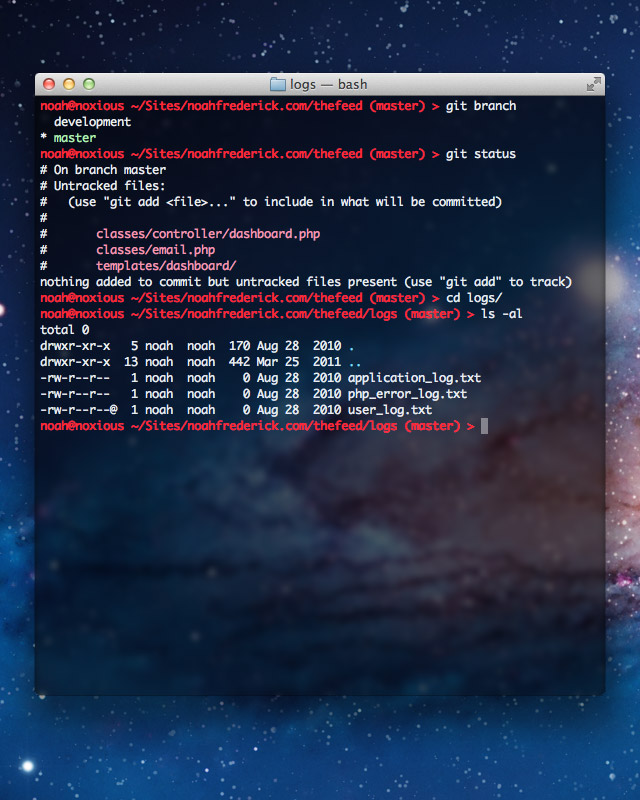 logs — bash
noah@noxious ~/Sites/noahfrederick.com/thefeed (master) > git branch
  development
* master
noah@noxious ~/Sites/noahfrederick.com/thefeed (master) > git status
# On branch master
# Untracked files:
#   (use "git add <file>..." to include in what will be committed)
#
#       classes/controller/dashboard.php
#       classes/email.php
#       templates/dashboard/
nothing added to commit but untracked files present (use "git add" to track)
noah@noxious ~/Sites/noahfrederick.com/thefeed (master) > cd logs/
noah@noxious ~/Sites/noahfrederick.com/thefeed/logs (master) > ls -al
total 0
drwxr-xr-x   5 noah  noah  170 Aug 28  2010 .
drwxr-xr-x  13 noah  noah  442 Mar 25  2011 ..
-rw-r--r--   1 noah  noah    0 Aug 28  2010 application_log.txt
-rw-r--r--   1 noah  noah    0 Aug 28  2010 php_error_log.txt
-rw-r--r--@  1 noah  noah    0 Aug 28  2010 user_log.txt
noah@noxious ~/Sites/noahfrederick.com/thefeed/logs (master) >